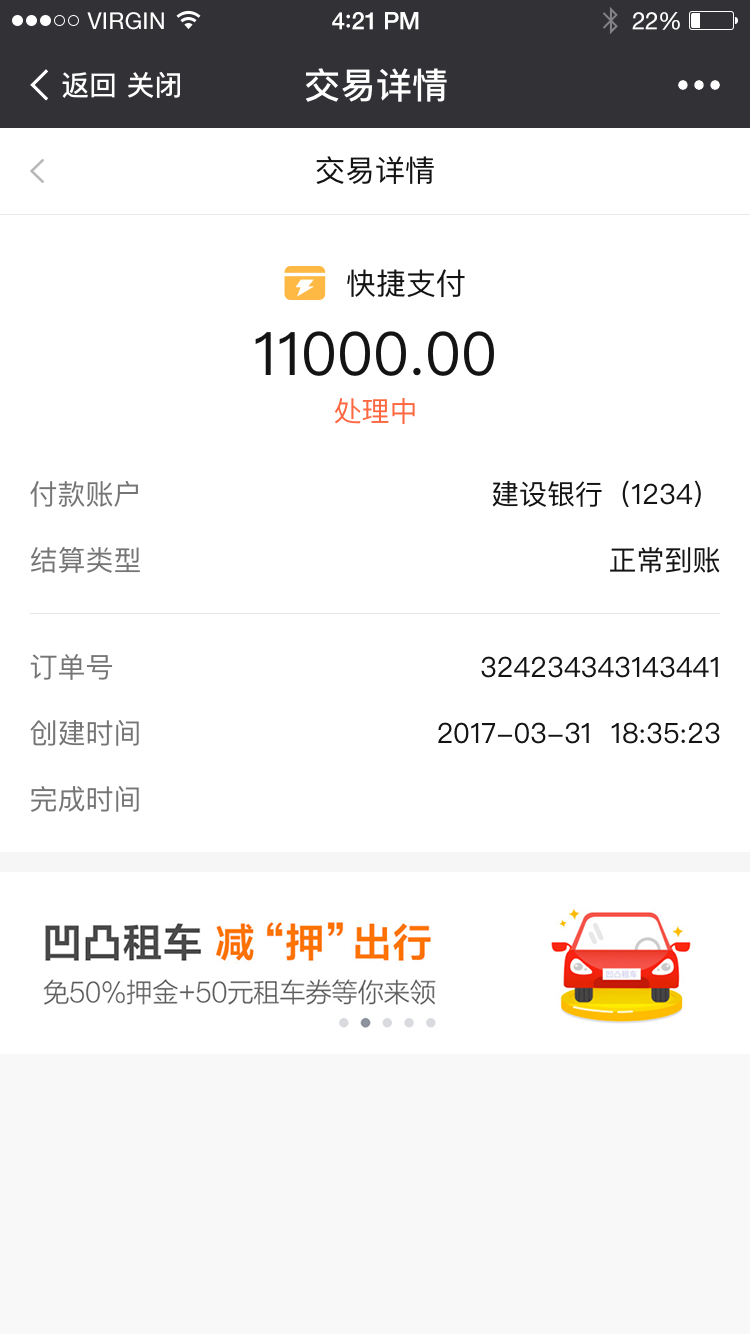 VIRGIN 4:21 PM 22%
返回 关闭 交易详情
交易详情
快捷支付
11000.00
处理中
付款账户 建设银行（1234）
结算类型 正常到账
订单号 324234343143441
创建时间 2017-03-31 18:35:23
完成时间
凹凸租车 减“押”出行
免50%押金+50元租车券等你来领
凹凸租车